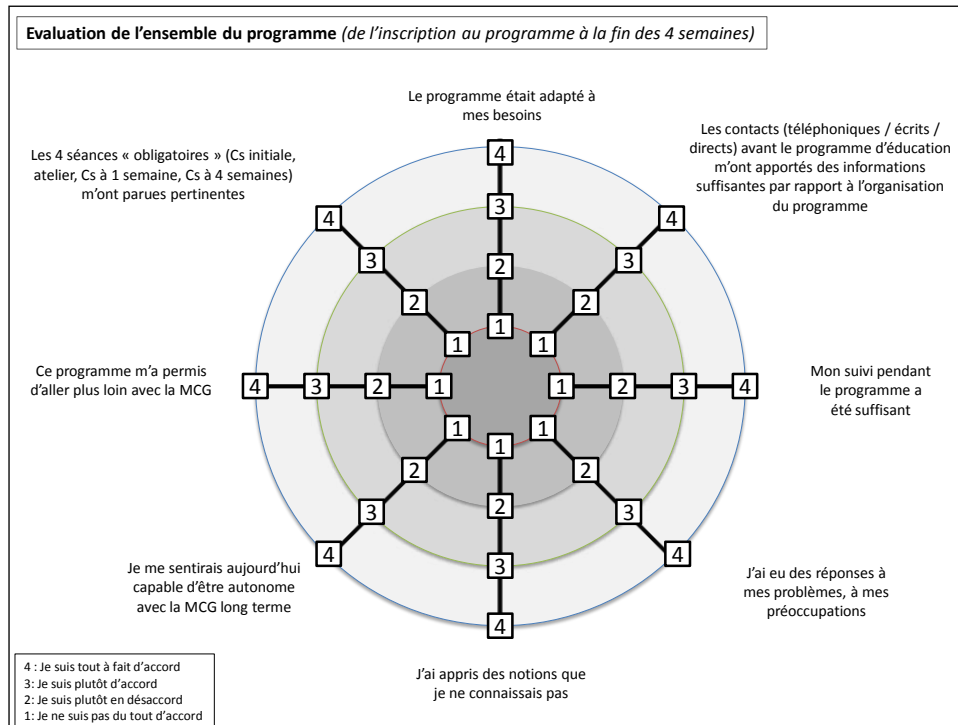 Evaluation de l'ensemble du programme (de l'inscription au programme à la fin des 4 semaines)
Le programme était adapté à
mes besoins
Les contacts (téléphoniques / écrits /
directs) avant le programme d'éducation
m'ont apportés des informations
suffisantes par rapport à l'organisation
du programme
Les 4 séances « obligatoires » (Cs initiale,
atelier, Cs à 1 semaine, Cs à 4 semaines)
m'ont parues pertinentes
4
4
4
3
3
3
2
2
2
1
1
1
Ce programme m'a permis
d'aller plus loin avec la MCG
4 3 2 1
1 2 3 4
Mon suivi pendant
le programme a
été suffisant
1
1
1
2
2
2
3
3
3
4
4
4
Je me sentirais aujourd'hui
capable d'être autonome
avec la MCG long terme
J'ai eu des réponses à
mes problèmes, à mes
préoccupations
J'ai appris des notions que
je ne connaissais pas
4 : Je suis tout à fait d'accord
3: Je suis plutôt d'accord
2: Je suis plutôt en désaccord
1: Je ne suis pas du tout d'accord